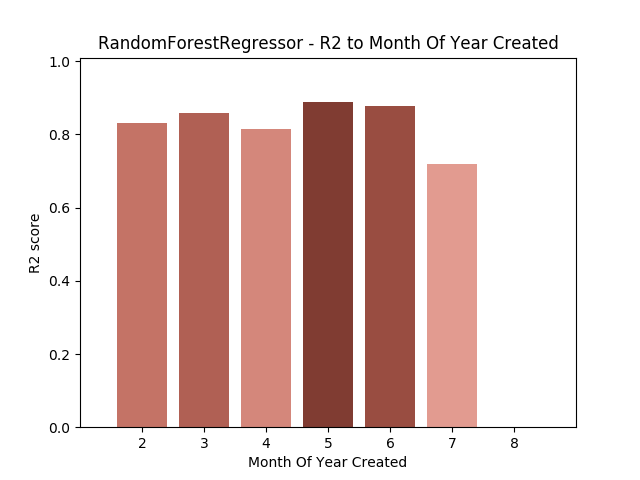 RandomForestRegressor - R2 to Month Of Year Created
1.0
0.8
0.6
0.4
0.2
0.0
R2 score
2 3 4 5 6 7 8
Month Of Year Created